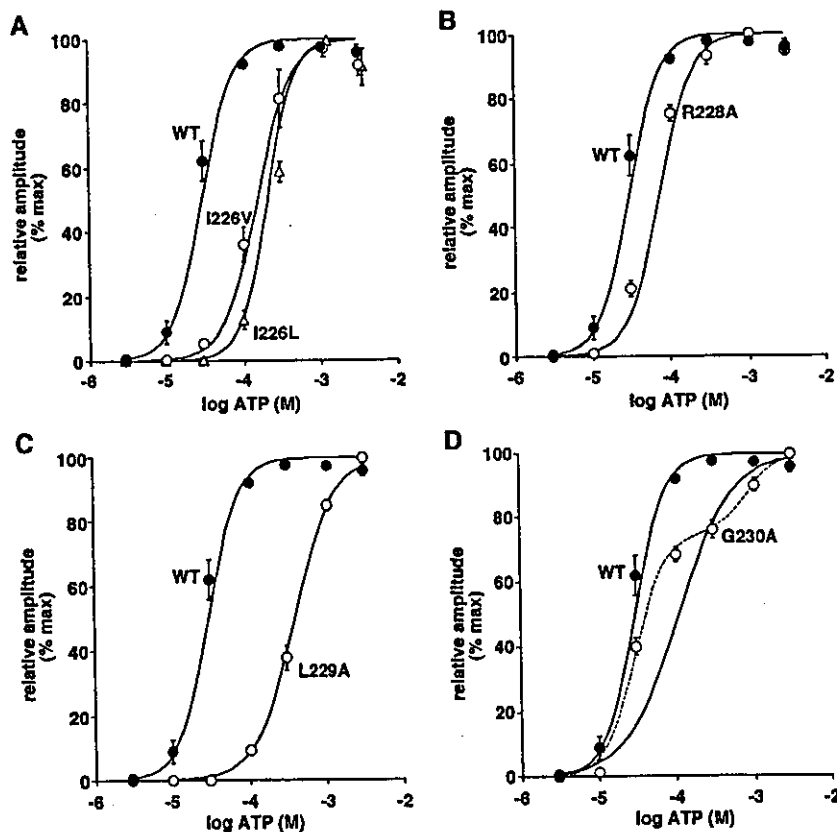 A
100
80
60
40
20
0
relative amplitude
(% max)
WT
I226V
I226L
-6 -5 -4 -3 -2
log ATP (M)
B
100
80
60
40
20
0
relative amplitude
(% max)
WT
R228A
-6 -5 -4 -3 -2
log ATP (M)
C
100
80
60
40
20
0
relative amplitude
(% max)
WT
L229A
-6 -5 -4 -3 -2
log ATP (M)
D
100
80
60
40
20
0
relative amplitude
(% max)
WT
G230A
-6 -5 -4 -3 -2
log ATP (M)